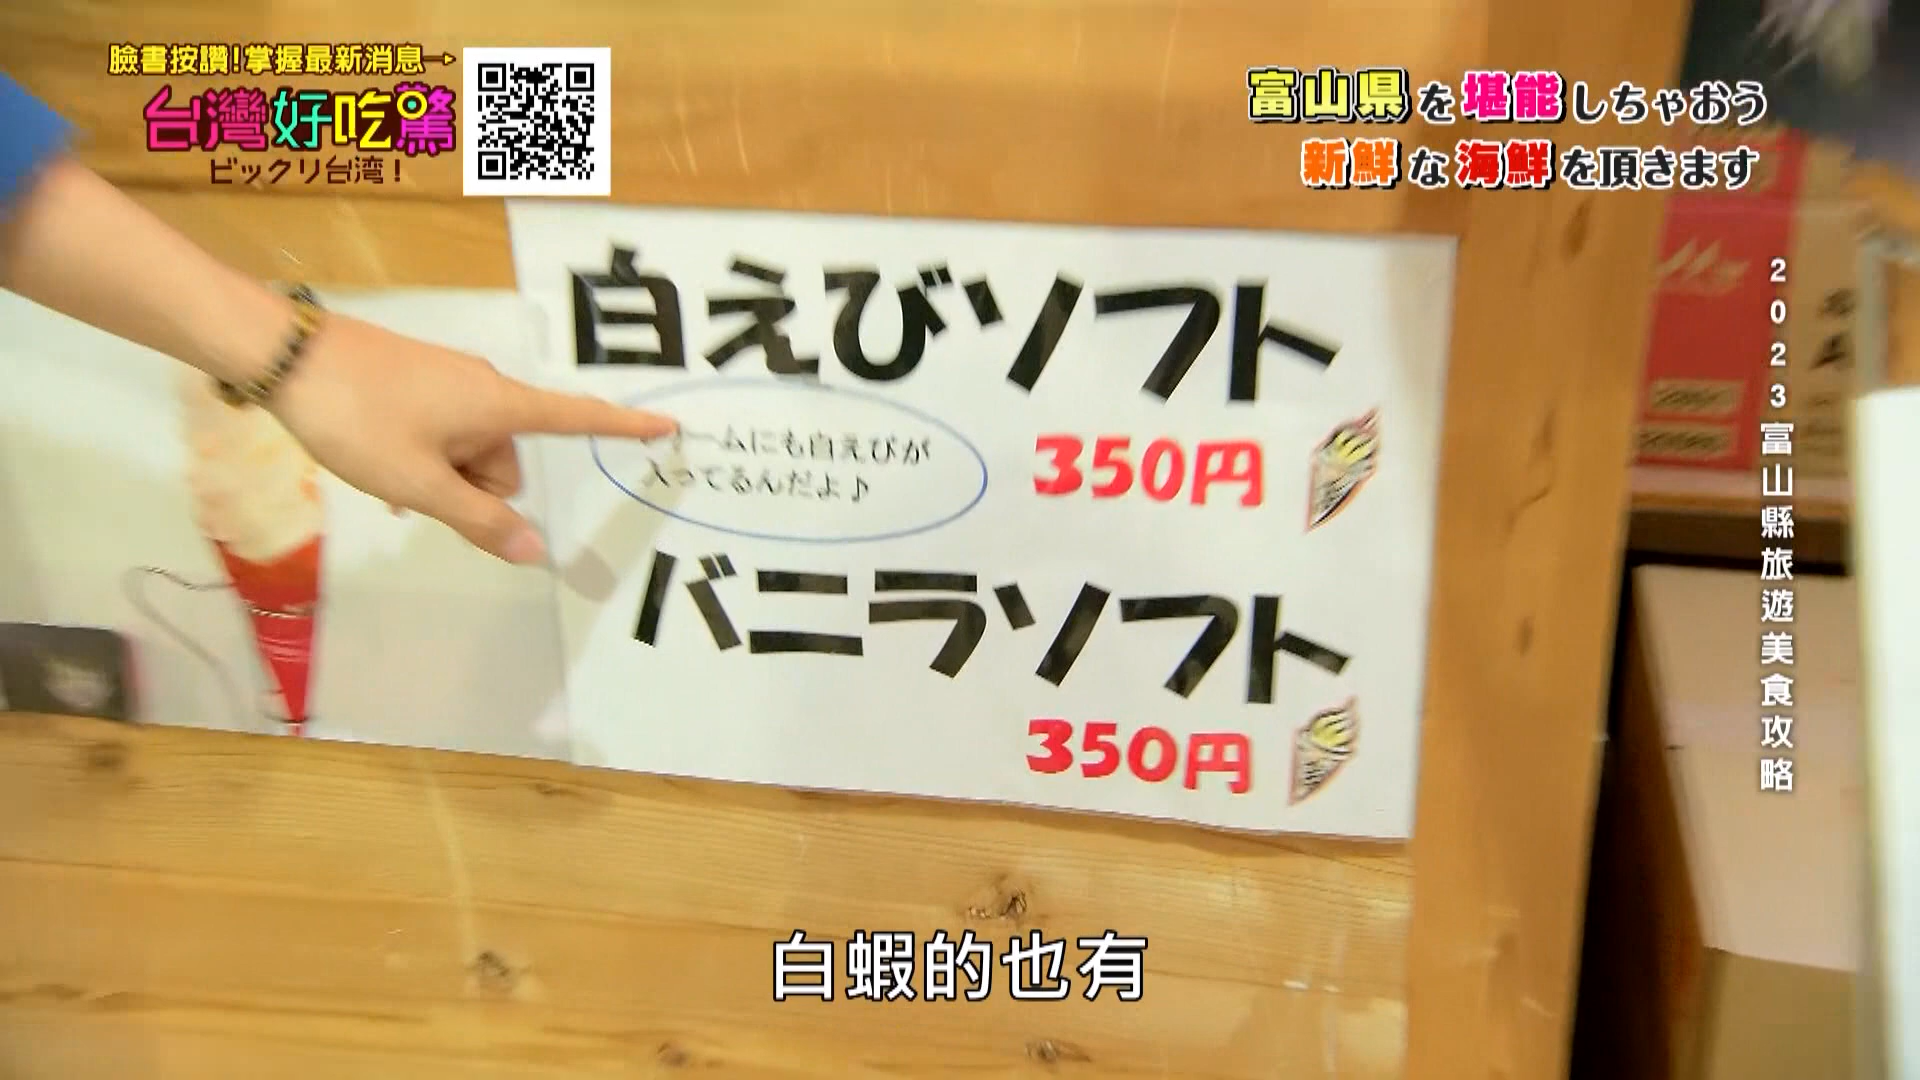 臉書按讚!掌握最新消息→
台灣好吃驚
ビックリ台湾!
富山県を堪能しちゃおう
新鮮な海鮮を頂きます
2023富山縣旅遊美食攻略
白えびソフト
ームにも白えびが
入ってるんだよ♪
350円
バニラソフト
350円
白蝦的也有